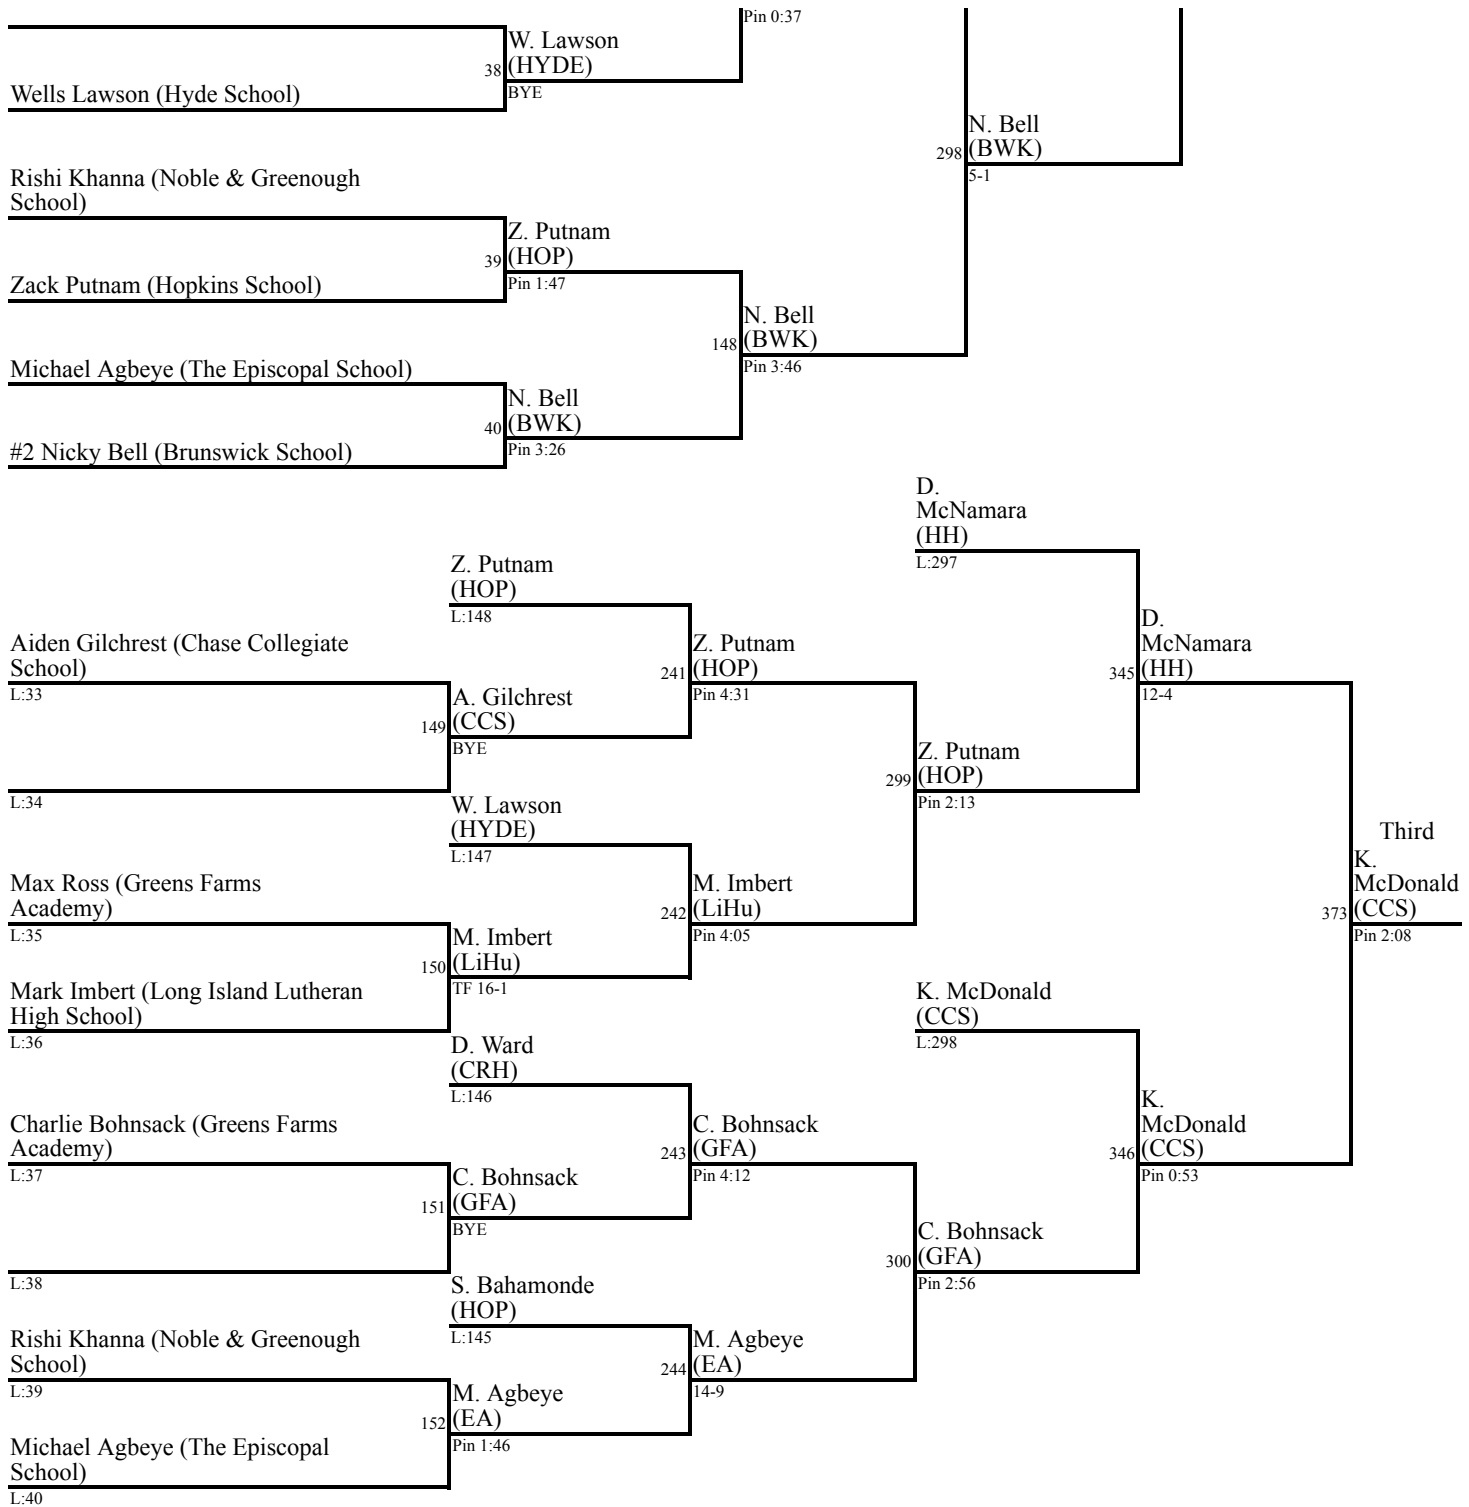 Pin 0:37
W. Lawson
38 (HYDE)
Wells Lawson (Hyde School)
BYE
N. Bell
298 (BWK)
5-1
Rishi Khanna (Noble & Greenough
School)
Z. Putnam
39 (HOP)
Zack Putnam (Hopkins School)
Pin 1:47
N. Bell
148 (BWK)
Pin 3:46
Michael Agbeye (The Episcopal School)
N. Bell
40 (BWK)
#2 Nicky Bell (Brunswick School)
Pin 3:26
D.
McNamara
(HH)
L:297
Z. Putnam
(HOP)
L:148
Aiden Gilchrest (Chase Collegiate
School)
L:33
Z. Putnam
241 (HOP)
Pin 4:31
D.
McNamara
345 (HH)
12-4
A. Gilchrest
149 (CCS)
BYE
L:34
Z. Putnam
299 (HOP)
Pin 2:13
W. Lawson
(HYDE)
L:147
Third
K.
McDonald
373 (CCS)
Pin 2:08
Max Ross (Greens Farms
Academy)
L:35
M. Imbert
242 (LiHu)
Pin 4:05
M. Imbert
150 (LiHu)
TF 16-1
Mark Imbert (Long Island Lutheran
High School)
L:36
K. McDonald
(CCS)
L:298
D. Ward
(CRH)
L:146
Charlie Bohnsack (Greens Farms
Academy)
L:37
C. Bohnsack
243 (GFA)
Pin 4:12
K.
McDonald
346 (CCS)
Pin 0:53
C. Bohnsack
151 (GFA)
BYE
L:38
C. Bohnsack
300 (GFA)
Pin 2:56
S. Bahamonde
(HOP)
L:145
Rishi Khanna (Noble & Greenough
School)
L:39
M. Agbeye
244 (EA)
14-9
M. Agbeye
152 (EA)
Pin 1:46
Michael Agbeye (The Episcopal
School)
L:40